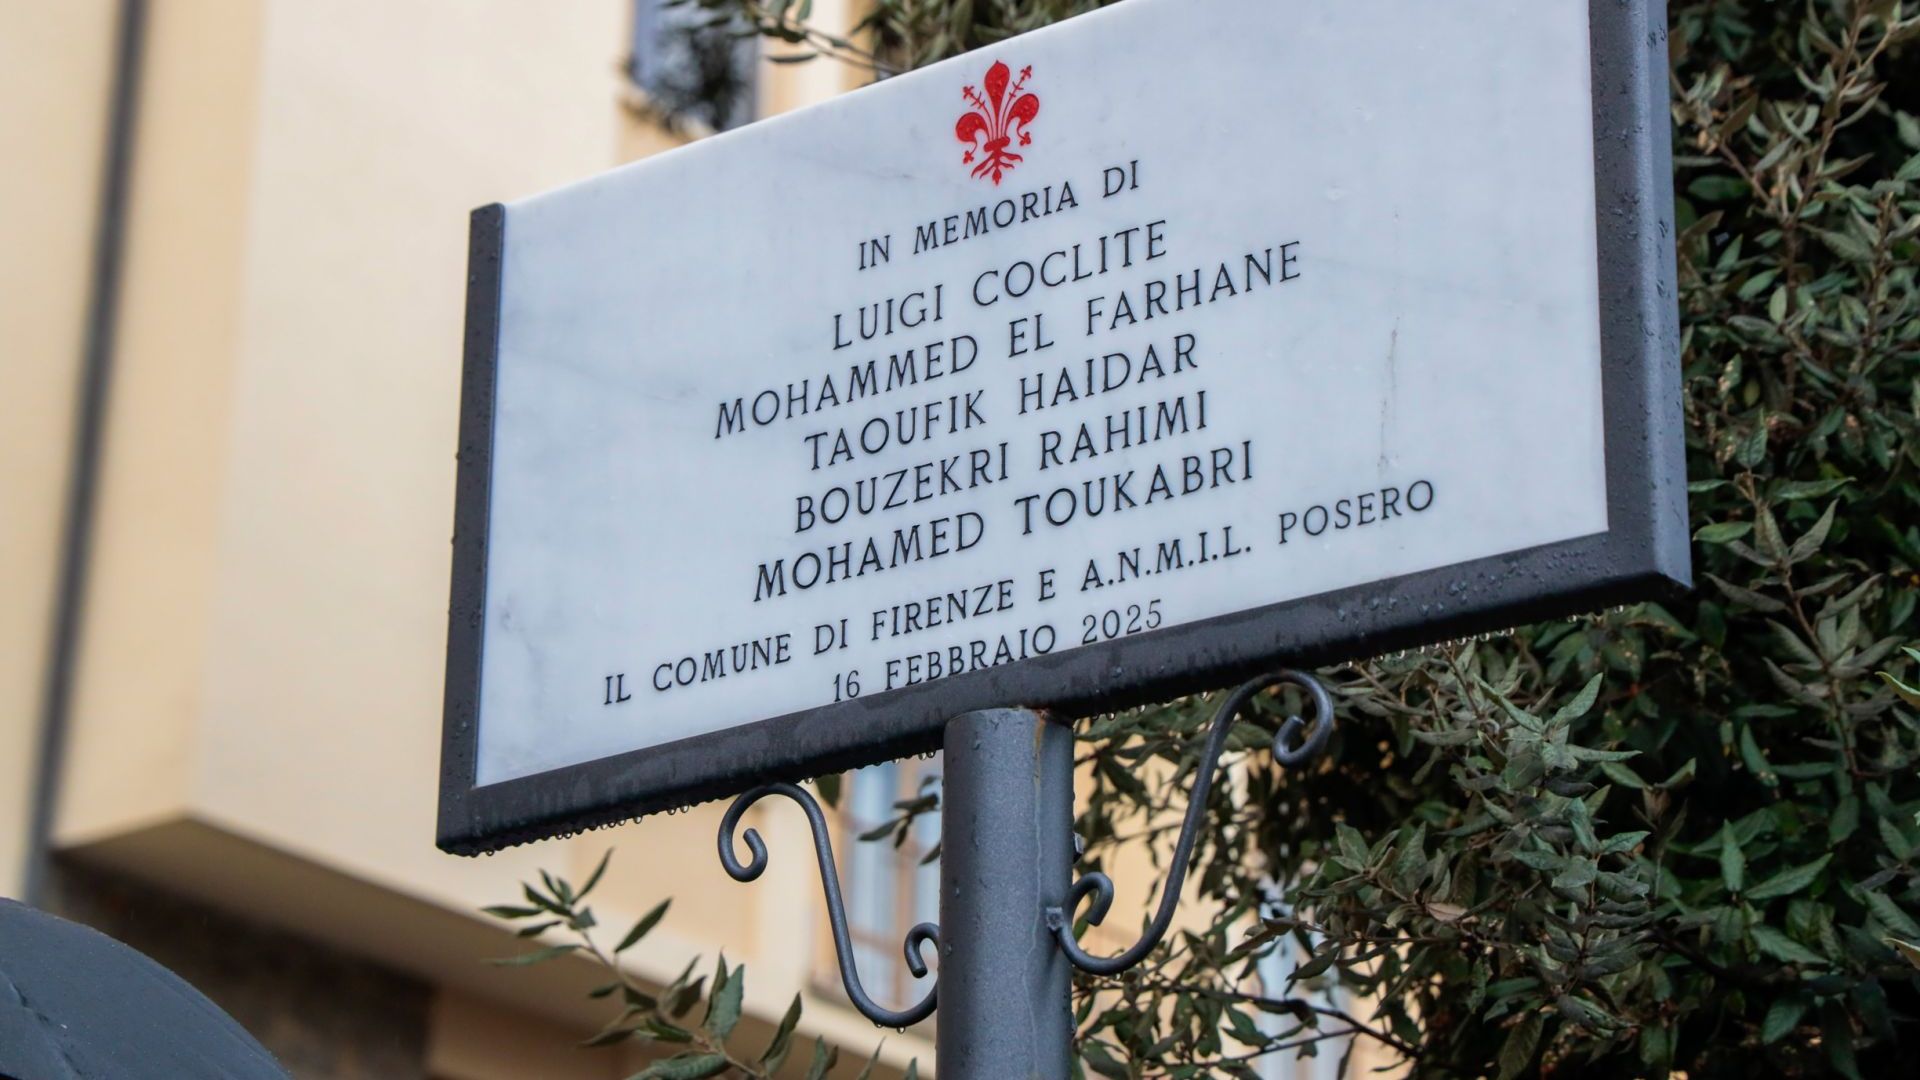 IN MEMORIA DI
LUIGI COCLITE
MOHAMMED EL FARHANE
TAOUFIK HAIDAR
BOUZEKRI RAHIMI
MOHAMED TOUKABRI
IL COMUNE DI FIRENZE E A.N.M.I.L. POSERO
16 FEBBRAIO 2025